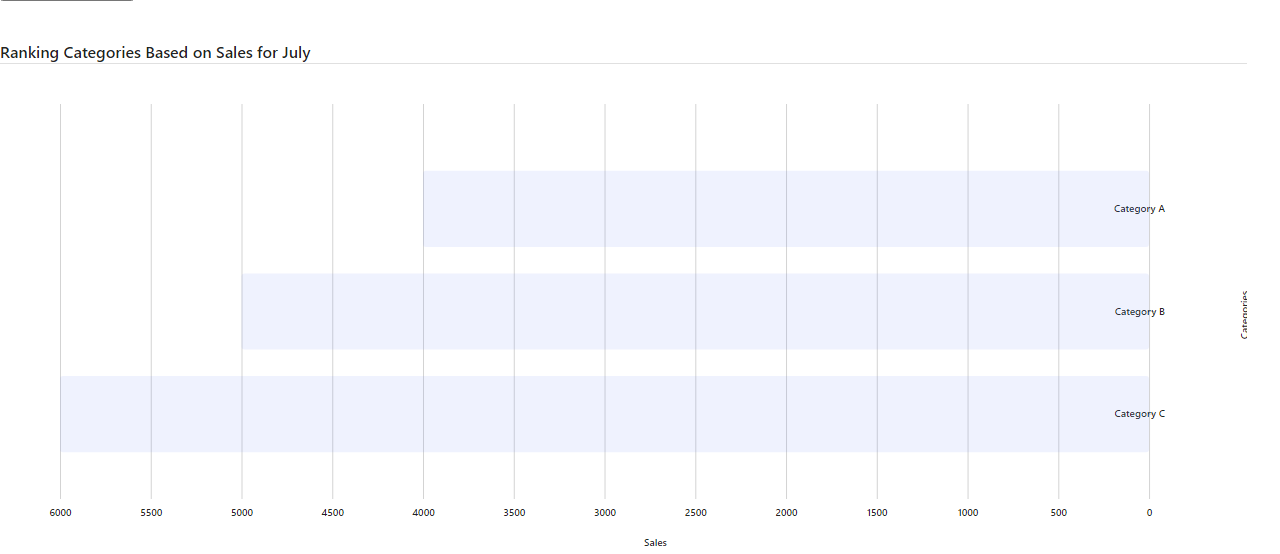 Ranking Categories Based on Sales for July
Category A
Category B
Category C
Categories
6000 5500 5000 4500 4000 3500 3000 2500 2000 1500 1000 500 0
Sales